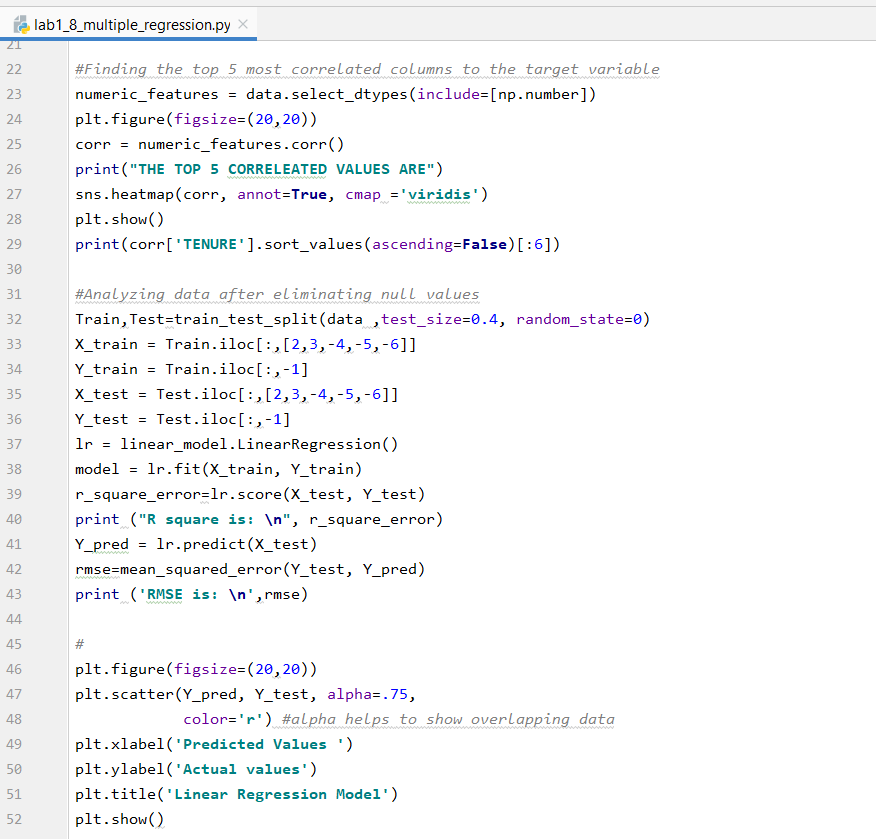 lab1_8_multiple_regression.py
21
22 #Finding the top 5 most correlated columns to the target variable
23 numeric_features = data.select_dtypes(include=[np.number])
24 plt.figure(figsize=(20,20))
25 corr = numeric_features.corr()
26 print("THE TOP 5 CORRELEATED VALUES ARE")
27 sns.heatmap(corr, annot=True, cmap ='viridis')
28 plt.show()
29 print(corr['TENURE'].sort_values(ascending=False)[:6])
30
31 #Analyzing data after eliminating null values
32 Train,Test=train_test_split(data ,test_size=0.4, random_state=0)
33 X_train = Train.iloc[:,[2,3,-4,-5,-6]]
34 Y_train = Train.iloc[:,-1]
35 X_test = Test.iloc[:,[2,3,-4,-5,-6]]
36 Y_test = Test.iloc[:,-1]
37 lr = linear_model.LinearRegression()
38 model = lr.fit(X_train, Y_train)
39 r_square_error=lr.score(X_test, Y_test)
40 print ("R square is: \n", r_square_error)
41 Y_pred = lr.predict(X_test)
42 rmse=mean_squared_error(Y_test, Y_pred)
43 print ('RMSE is: \n',rmse)
44
45 #
46 plt.figure(figsize=(20,20))
47 plt.scatter(Y_pred, Y_test, alpha=.75,
48             color='r') #alpha helps to show overlapping data
49 plt.xlabel('Predicted Values ')
50 plt.ylabel('Actual values')
51 plt.title('Linear Regression Model')
52 plt.show()